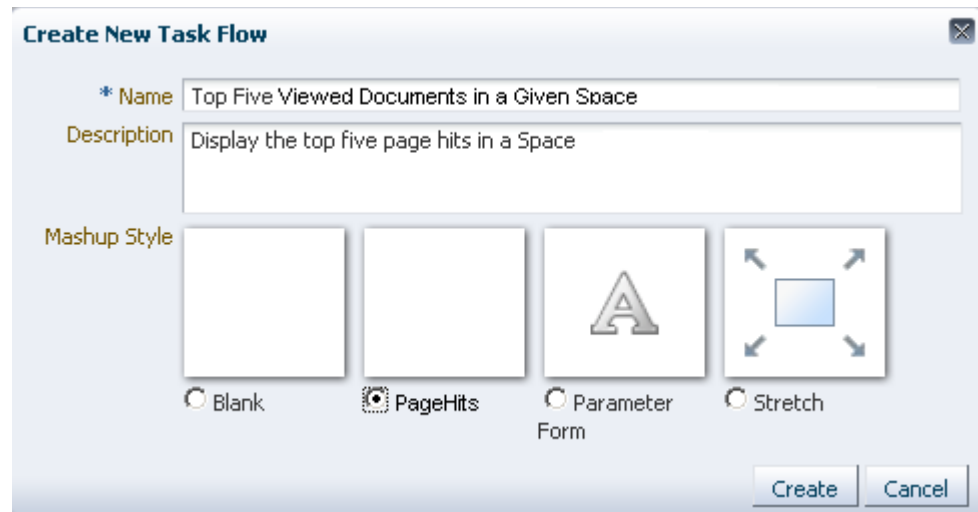 Create New Task Flow
* Name Top Five Viewed Documents in a Given Space
Description Display the top five page hits in a Space
Mashup Style
A
Blank PageHits Parameter Form Stretch
Create Cancel